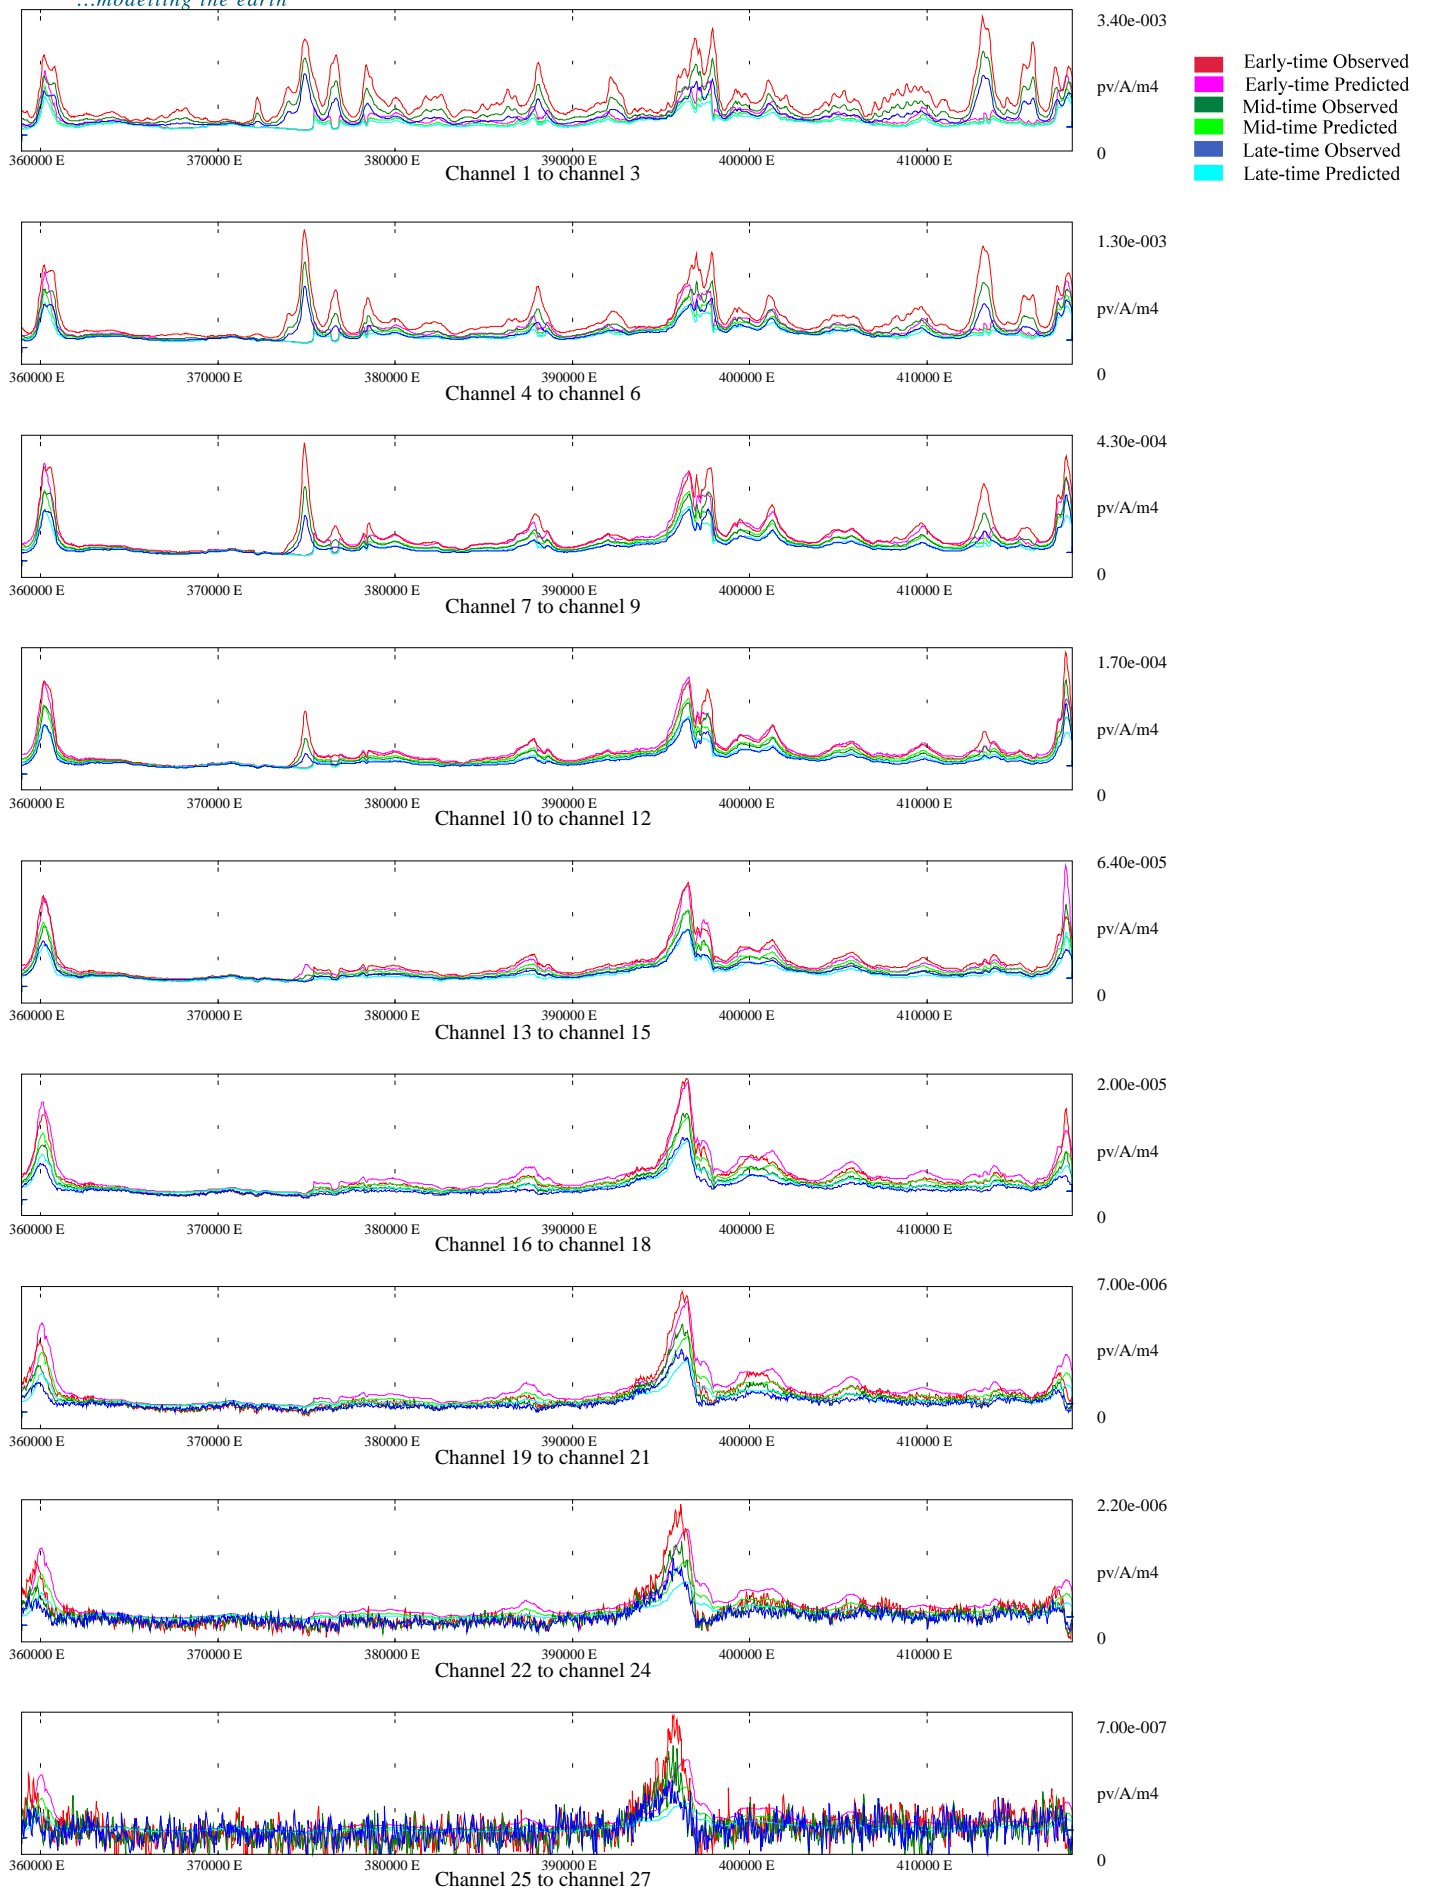 ...modelling the earth
3.40e-003
pv/A/m4
0
Early-time Observed
Early-time Predicted
Mid-time Observed
Mid-time Predicted
Late-time Observed
Late-time Predicted
360000 E 370000 E 380000 E 390000 E 400000 E 410000 E
Channel 1 to channel 3
1.30e-003
pv/A/m4
0
360000 E 370000 E 380000 E 390000 E 400000 E 410000 E
Channel 4 to channel 6
4.30e-004
pv/A/m4
0
360000 E 370000 E 380000 E 390000 E 400000 E 410000 E
Channel 7 to channel 9
1.70e-004
pv/A/m4
0
360000 E 370000 E 380000 E 390000 E 400000 E 410000 E
Channel 10 to channel 12
6.40e-005
pv/A/m4
0
360000 E 370000 E 380000 E 390000 E 400000 E 410000 E
Channel 13 to channel 15
2.00e-005
pv/A/m4
0
360000 E 370000 E 380000 E 390000 E 400000 E 410000 E
Channel 16 to channel 18
7.00e-006
pv/A/m4
0
360000 E 370000 E 380000 E 390000 E 400000 E 410000 E
Channel 19 to channel 21
2.20e-006
pv/A/m4
0
360000 E 370000 E 380000 E 390000 E 400000 E 410000 E
Channel 22 to channel 24
7.00e-007
pv/A/m4
0
360000 E 370000 E 380000 E 390000 E 400000 E 410000 E
Channel 25 to channel 27